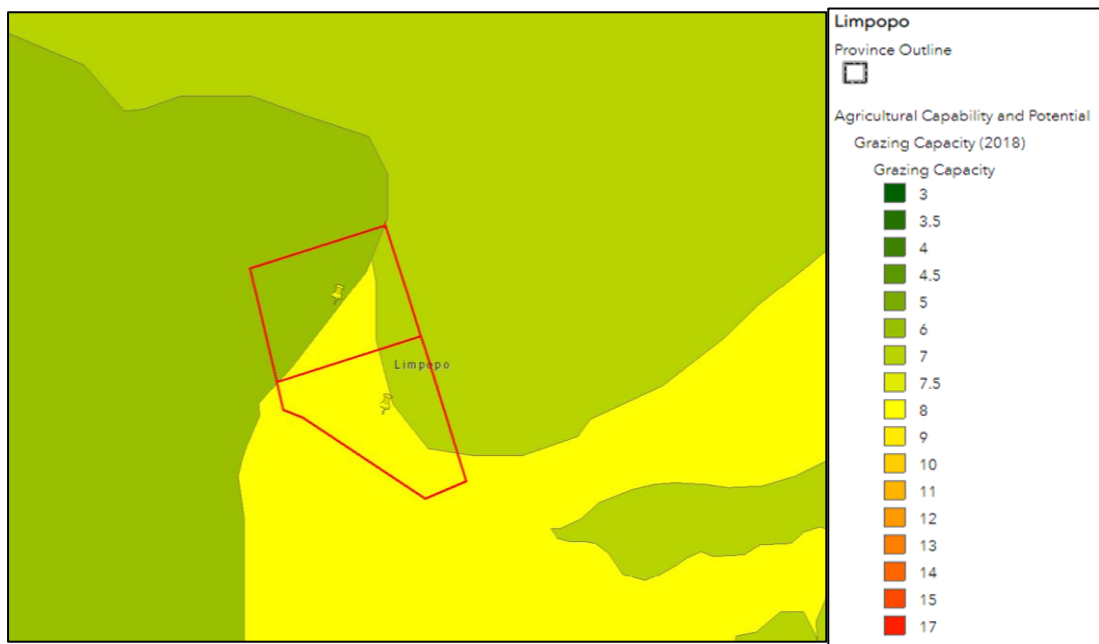 Limpopo
Limpopo
Province Outline
Agricultural Capability and Potential
Grazing Capacity (2018)
Grazing Capacity
3
3.5
4
4.5
5
6
7
7.5
8
9
10
11
12
13
14
15
17